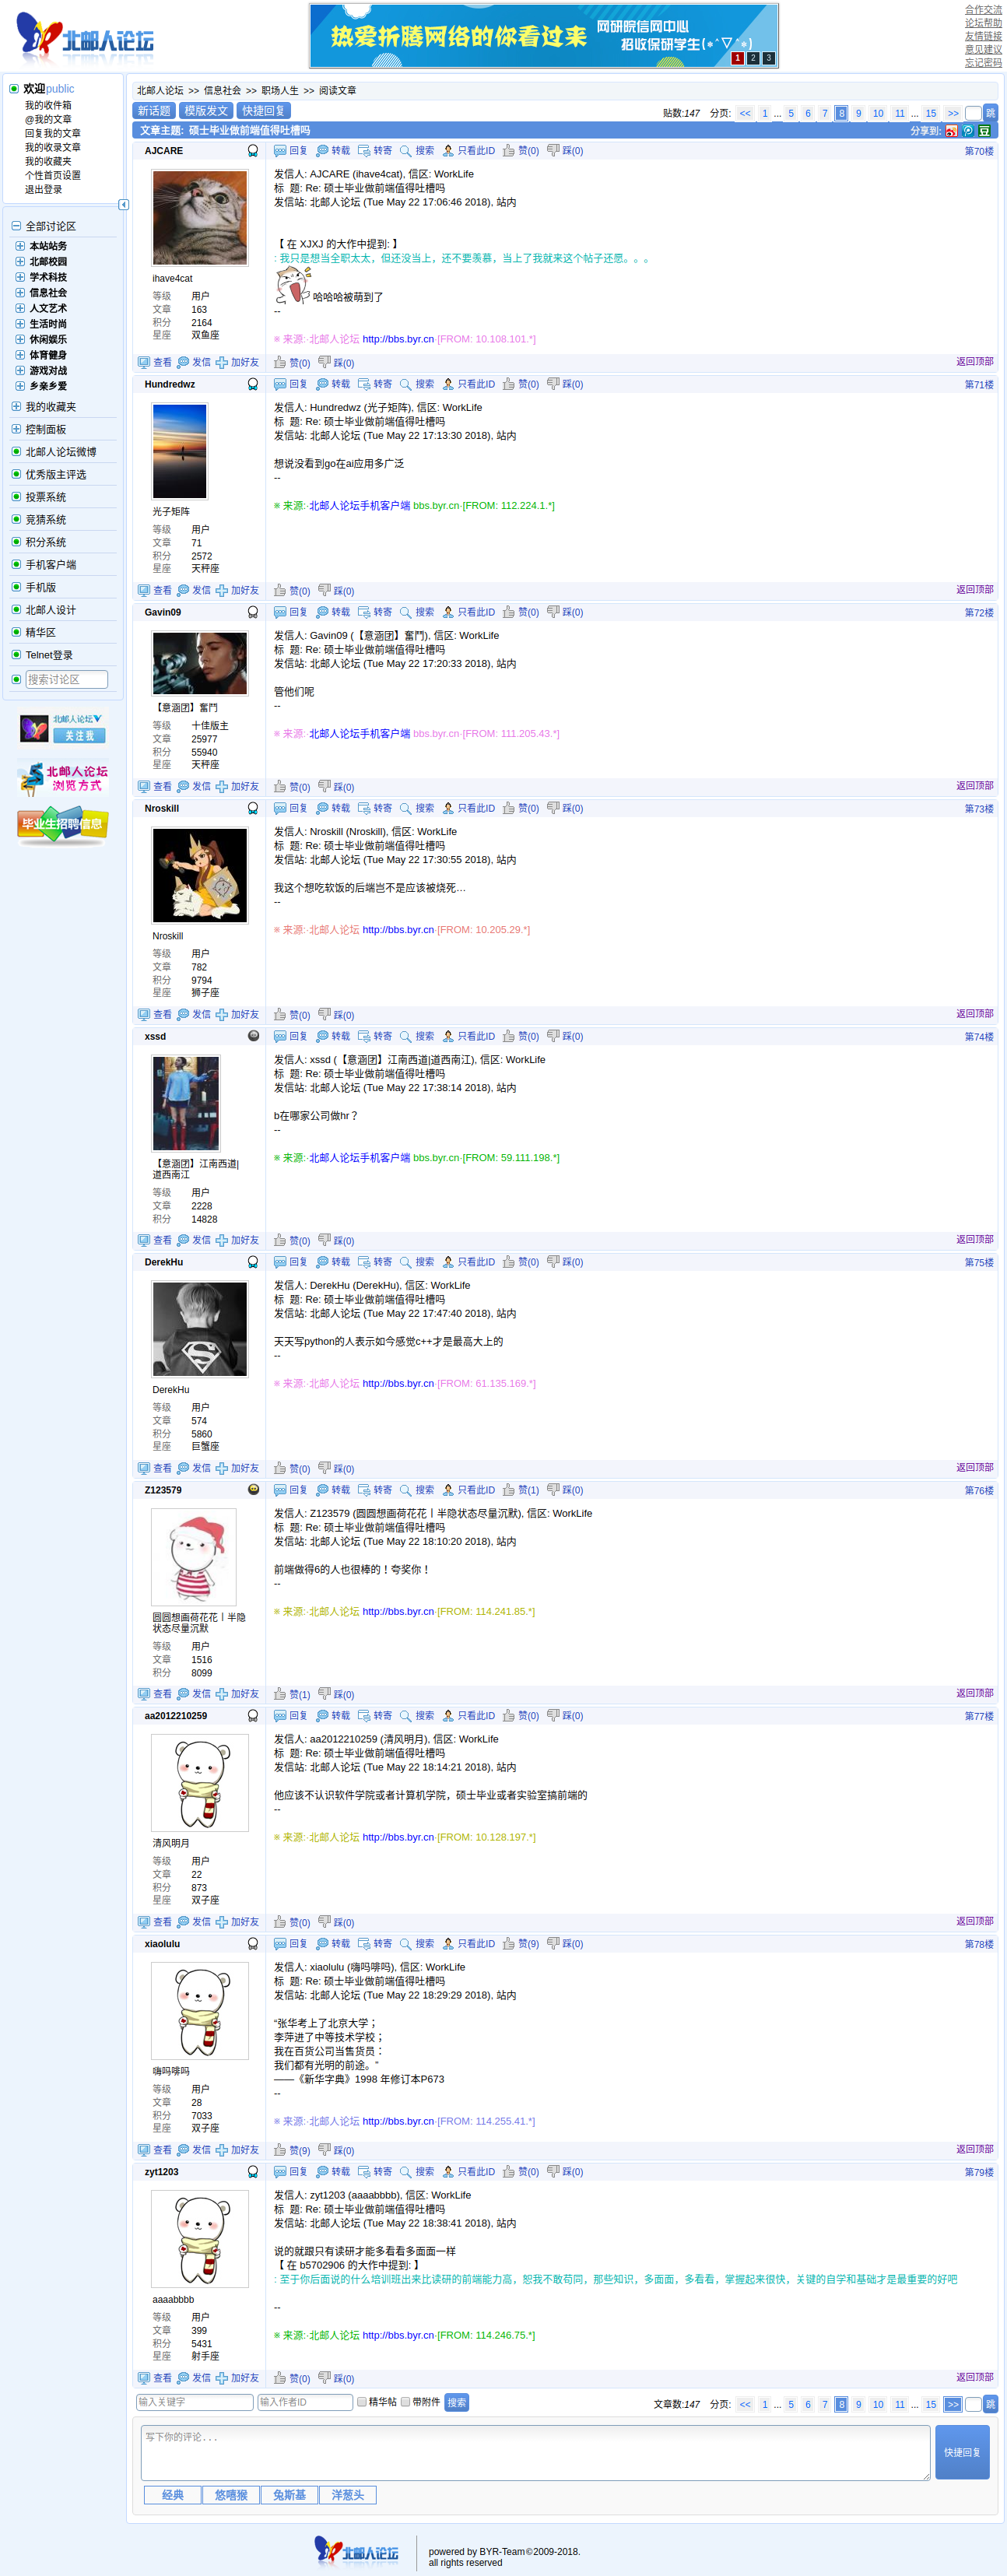 北邮人论坛
热爱折腾网络的你看过来
网研院信网中心
招收保研学生(*^▽^*)
1 2 3
合作交流
论坛帮助
友情链接
意见建议
忘记密码
欢迎public
我的收件箱
@我的文章
回复我的文章
我的收录文章
我的收藏夹
个性首页设置
退出登录
全部讨论区
本站站务
北邮校园
学术科技
信息社会
人文艺术
生活时尚
休闲娱乐
体育健身
游戏对战
乡亲乡爱
我的收藏夹
控制面板
北邮人论坛微博
优秀版主评选
投票系统
竞猜系统
积分系统
手机客户端
手机版
北邮人设计
精华区
Telnet登录
搜索讨论区
北邮人论坛
关注我
北邮人论坛
浏览方式
毕业生招聘信息
北邮人论坛 >> 信息社会 >> 职场人生 >> 阅读文章
新话题 模版发文 快捷回复
贴数:147 分页: << 1 ... 5 6 7 8 9 10 11 ... 15 >> 跳
文章主题: 硕士毕业做前端值得吐槽吗
分享到:
AJCARE
回复 转载 转寄 搜索 只看此ID 赞(0) 踩(0) 第70楼
ihave4cat
等级 用户
文章 163
积分 2164
星座 双鱼座
发信人: AJCARE (ihave4cat), 信区: WorkLife
标 题: Re: 硕士毕业做前端值得吐槽吗
发信站: 北邮人论坛 (Tue May 22 17:06:46 2018), 站内
【 在 XJXJ 的大作中提到: 】
: 我只是想当全职太太，但还没当上，还不要羡慕，当上了我就来这个帖子还愿。。。
哈哈哈被萌到了
--
※ 来源:·北邮人论坛 http://bbs.byr.cn·[FROM: 10.108.101.*]
查看 发信 加好友 赞(0) 踩(0) 返回顶部
Hundredwz
回复 转载 转寄 搜索 只看此ID 赞(0) 踩(0) 第71楼
光子矩阵
等级 用户
文章 71
积分 2572
星座 天秤座
发信人: Hundredwz (光子矩阵), 信区: WorkLife
标 题: Re: 硕士毕业做前端值得吐槽吗
发信站: 北邮人论坛 (Tue May 22 17:13:30 2018), 站内
想说没看到go在ai应用多广泛
--
※ 来源:·北邮人论坛手机客户端 bbs.byr.cn·[FROM: 112.224.1.*]
查看 发信 加好友 赞(0) 踩(0) 返回顶部
Gavin09
回复 转载 转寄 搜索 只看此ID 赞(0) 踩(0) 第72楼
【意涵团】奮鬥
等级 十佳版主
文章 25977
积分 55940
星座 天秤座
发信人: Gavin09 (【意涵团】奮鬥), 信区: WorkLife
标 题: Re: 硕士毕业做前端值得吐槽吗
发信站: 北邮人论坛 (Tue May 22 17:20:33 2018), 站内
管他们呢
--
※ 来源:·北邮人论坛手机客户端 bbs.byr.cn·[FROM: 111.205.43.*]
查看 发信 加好友 赞(0) 踩(0) 返回顶部
Nroskill
回复 转载 转寄 搜索 只看此ID 赞(0) 踩(0) 第73楼
Nroskill
等级 用户
文章 782
积分 9794
星座 狮子座
发信人: Nroskill (Nroskill), 信区: WorkLife
标 题: Re: 硕士毕业做前端值得吐槽吗
发信站: 北邮人论坛 (Tue May 22 17:30:55 2018), 站内
我这个想吃软饭的后端岂不是应该被烧死...
--
※ 来源:·北邮人论坛 http://bbs.byr.cn·[FROM: 10.205.29.*]
查看 发信 加好友 赞(0) 踩(0) 返回顶部
xssd
回复 转载 转寄 搜索 只看此ID 赞(0) 踩(0) 第74楼
【意涵团】江南西道|
道西南江
等级 用户
文章 2228
积分 14828
发信人: xssd (【意涵团】江南西道|道西南江), 信区: WorkLife
标 题: Re: 硕士毕业做前端值得吐槽吗
发信站: 北邮人论坛 (Tue May 22 17:38:14 2018), 站内
b在哪家公司做hr？
--
※ 来源:·北邮人论坛手机客户端 bbs.byr.cn·[FROM: 59.111.198.*]
查看 发信 加好友 赞(0) 踩(0) 返回顶部
DerekHu
回复 转载 转寄 搜索 只看此ID 赞(0) 踩(0) 第75楼
DerekHu
等级 用户
文章 574
积分 5860
星座 巨蟹座
发信人: DerekHu (DerekHu), 信区: WorkLife
标 题: Re: 硕士毕业做前端值得吐槽吗
发信站: 北邮人论坛 (Tue May 22 17:47:40 2018), 站内
天天写python的人表示如今感觉c++才是最高大上的
--
※ 来源:·北邮人论坛 http://bbs.byr.cn·[FROM: 61.135.169.*]
查看 发信 加好友 赞(0) 踩(0) 返回顶部
Z123579
回复 转载 转寄 搜索 只看此ID 赞(1) 踩(0) 第76楼
圆圆想画荷花花丨半隐
状态尽量沉默
等级 用户
文章 1516
积分 8099
发信人: Z123579 (圆圆想画荷花花丨半隐状态尽量沉默), 信区: WorkLife
标 题: Re: 硕士毕业做前端值得吐槽吗
发信站: 北邮人论坛 (Tue May 22 18:10:20 2018), 站内
前端做得6的人也很棒的！夸奖你！
--
※ 来源:·北邮人论坛 http://bbs.byr.cn·[FROM: 114.241.85.*]
查看 发信 加好友 赞(1) 踩(0) 返回顶部
aa2012210259
回复 转载 转寄 搜索 只看此ID 赞(0) 踩(0) 第77楼
清风明月
等级 用户
文章 22
积分 873
星座 双子座
发信人: aa2012210259 (清风明月), 信区: WorkLife
标 题: Re: 硕士毕业做前端值得吐槽吗
发信站: 北邮人论坛 (Tue May 22 18:14:21 2018), 站内
他应该不认识软件学院或者计算机学院，硕士毕业或者实验室搞前端的
--
※ 来源:·北邮人论坛 http://bbs.byr.cn·[FROM: 10.128.197.*]
查看 发信 加好友 赞(0) 踩(0) 返回顶部
xiaolulu
回复 转载 转寄 搜索 只看此ID 赞(9) 踩(0) 第78楼
嗨吗啡吗
等级 用户
文章 28
积分 7033
星座 双子座
发信人: xiaolulu (嗨吗啡吗), 信区: WorkLife
标 题: Re: 硕士毕业做前端值得吐槽吗
发信站: 北邮人论坛 (Tue May 22 18:29:29 2018), 站内
“张华考上了北京大学；
李萍进了中等技术学校；
我在百货公司当售货员：
我们都有光明的前途。”
——《新华字典》1998 年修订本P673
--
※ 来源:·北邮人论坛 http://bbs.byr.cn·[FROM: 114.255.41.*]
查看 发信 加好友 赞(9) 踩(0) 返回顶部
zyt1203
回复 转载 转寄 搜索 只看此ID 赞(0) 踩(0) 第79楼
aaaabbbb
等级 用户
文章 399
积分 5431
星座 射手座
发信人: zyt1203 (aaaabbbb), 信区: WorkLife
标 题: Re: 硕士毕业做前端值得吐槽吗
发信站: 北邮人论坛 (Tue May 22 18:38:41 2018), 站内
说的就跟只有读研才能多看看多面面一样
【 在 b5702906 的大作中提到: 】
: 至于你后面说的什么培训班出来比读研的前端能力高，恕我不敢苟同，那些知识，多面面，多看看，掌握起来很快，关键的自学和基础才是最重要的好吧
--
※ 来源:·北邮人论坛 http://bbs.byr.cn·[FROM: 114.246.75.*]
查看 发信 加好友 赞(0) 踩(0) 返回顶部
输入关键字 输入作者ID 精华帖 带附件 搜索
文章数:147 分页: << 1 ... 5 6 7 8 9 10 11 ... 15 >> 跳
写下你的评论...
快捷回复
经典 悠嘻猴 兔斯基 洋葱头
北邮人论坛
powered by BYR-Team©2009-2018.
all rights reserved